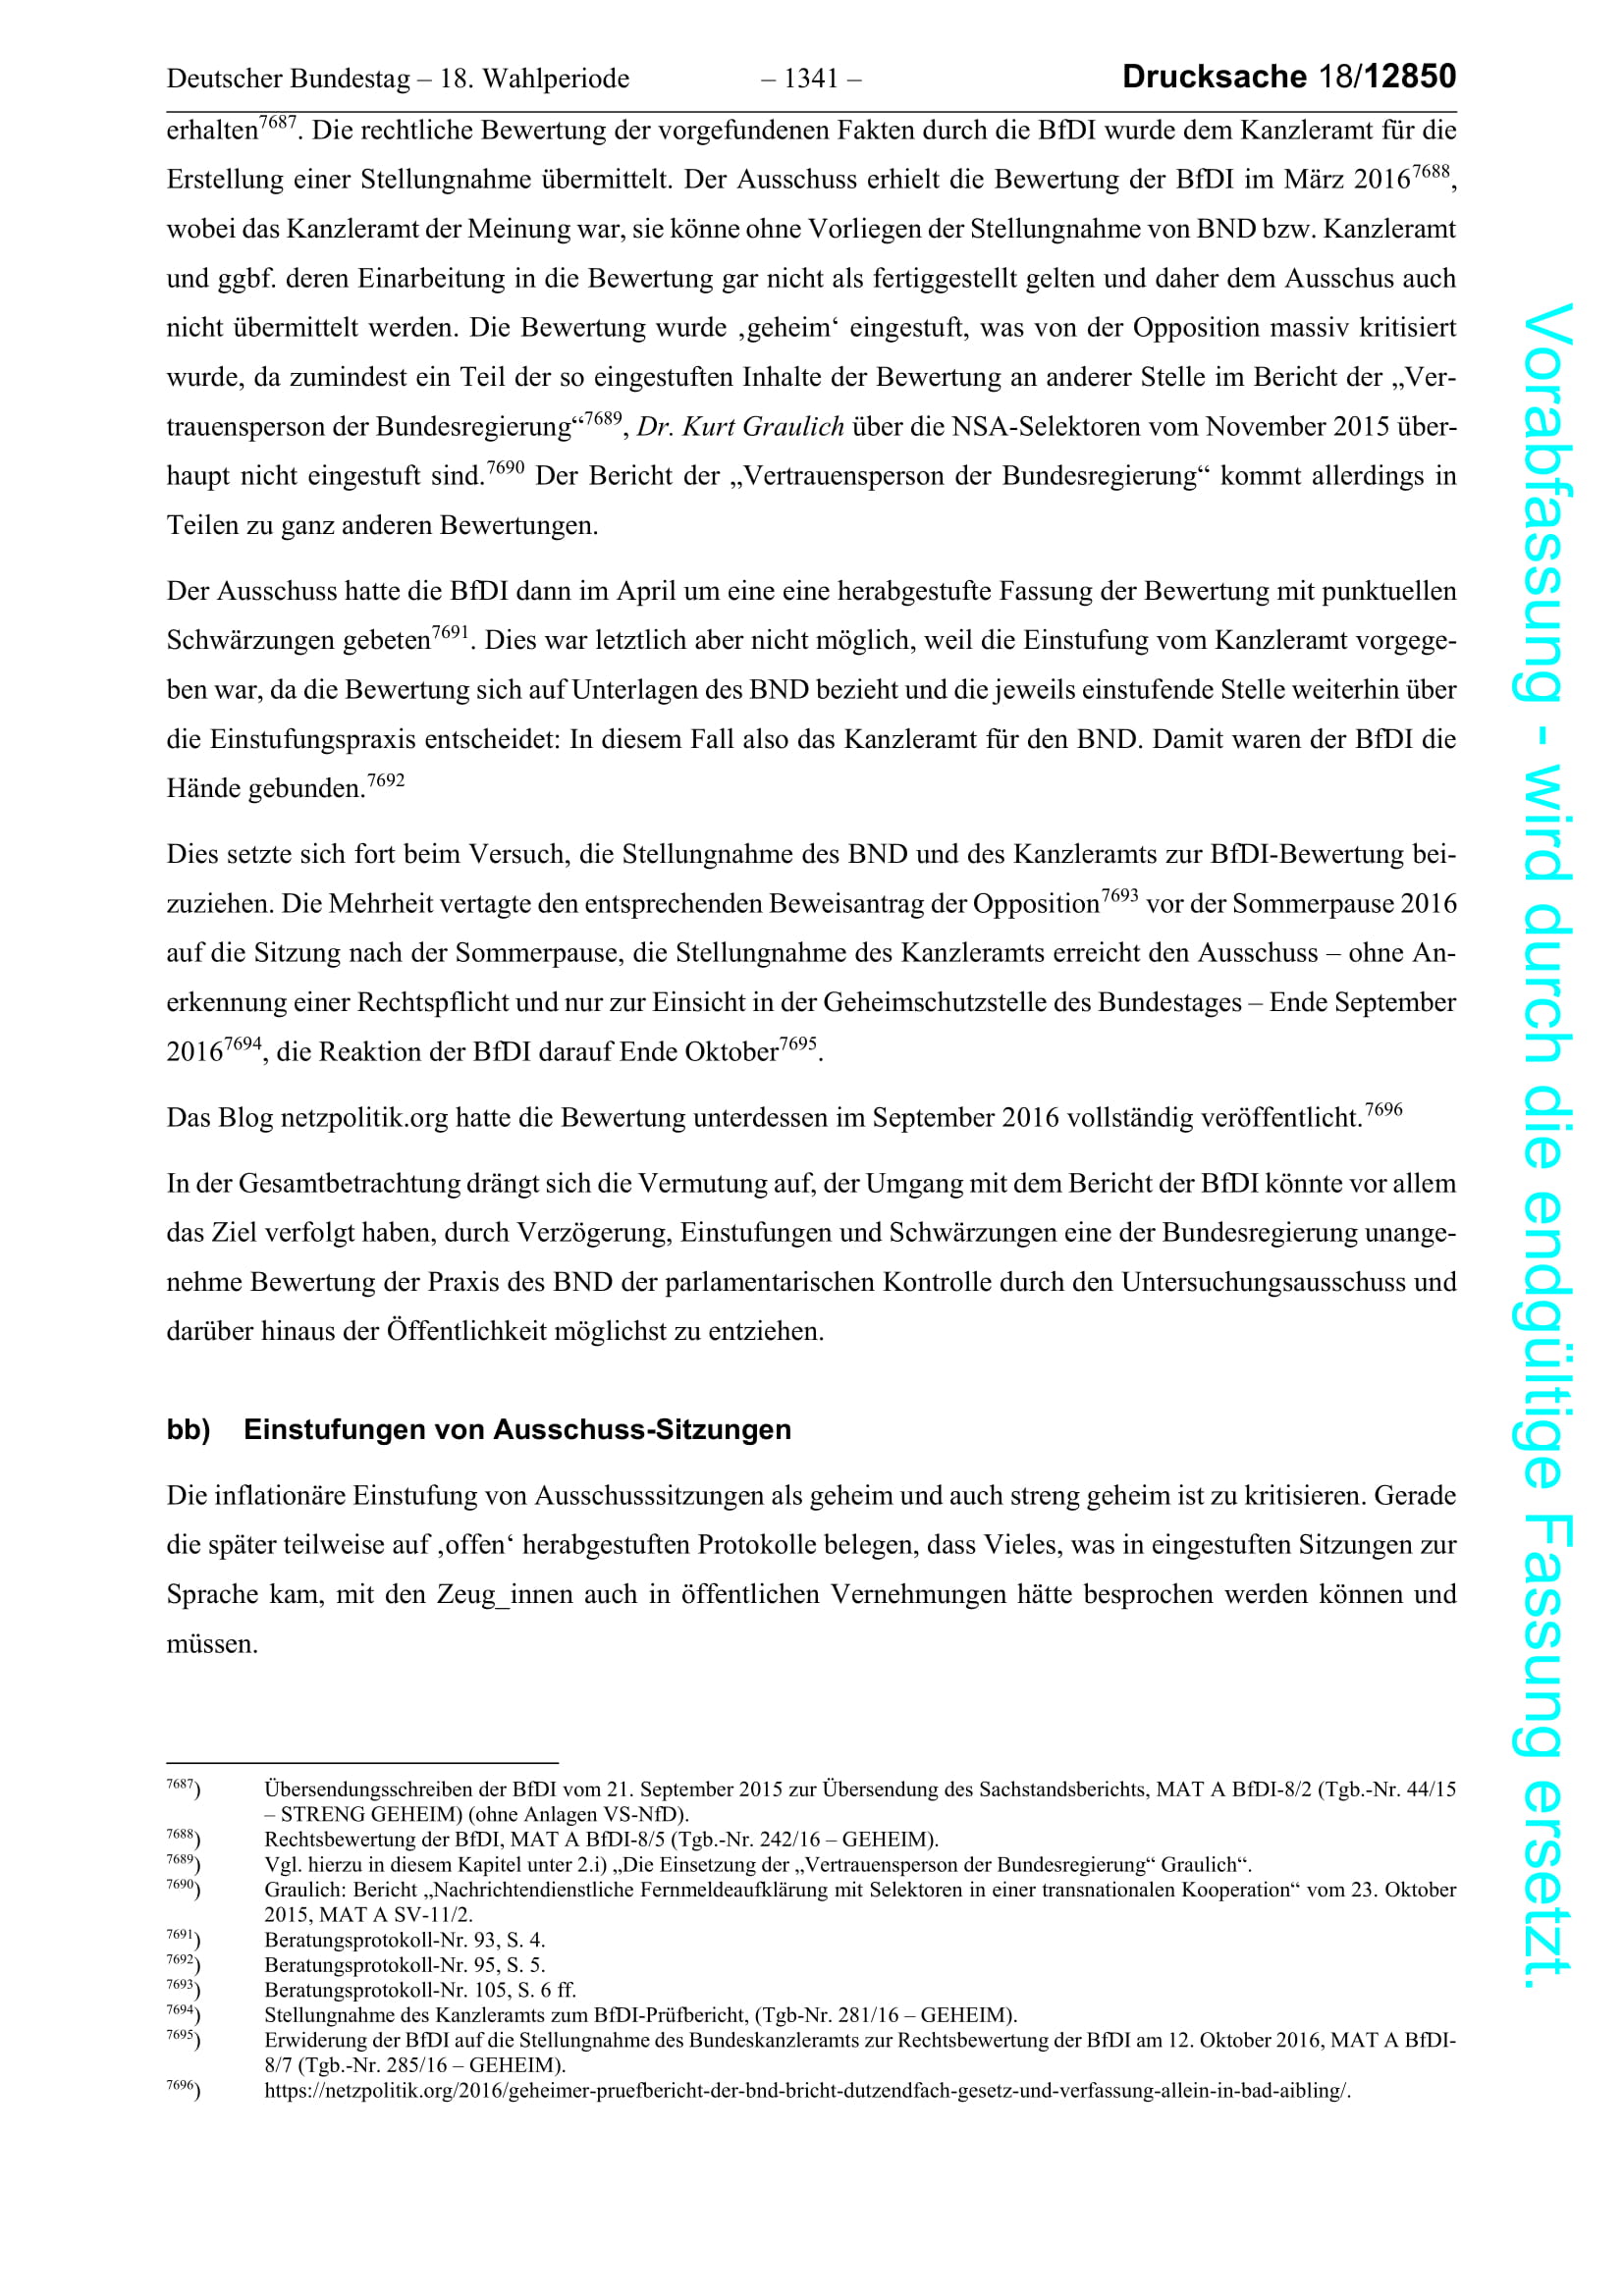 Deutscher Bundestag – 18. Wahlperiode – 1341 – Drucksache 18/12850
erhalten7687. Die rechtliche Bewertung der vorgefundenen Fakten durch die BfDI wurde dem Kanzleramt für die
Erstellung einer Stellungnahme übermittelt. Der Ausschuss erhielt die Bewertung der BfDI im März 20167688,
wobei das Kanzleramt der Meinung war, sie könne ohne Vorliegen der Stellungnahme von BND bzw. Kanzleramt
und ggbf. deren Einarbeitung in die Bewertung gar nicht als fertiggestellt gelten und daher dem Ausschus auch
nicht übermittelt werden. Die Bewertung wurde ‚geheim‘ eingestuft, was von der Opposition massiv kritisiert
wurde, da zumindest ein Teil der so eingestuften Inhalte der Bewertung an anderer Stelle im Bericht der „Ver-
trauensperson der Bundesregierung“7689, Dr. Kurt Graulich über die NSA-Selektoren vom November 2015 über-
haupt nicht eingestuft sind.7690 Der Bericht der „Vertrauensperson der Bundesregierung“ kommt allerdings in
Teilen zu ganz anderen Bewertungen.
Der Ausschuss hatte die BfDI dann im April um eine eine herabgestufte Fassung der Bewertung mit punktuellen
Schwärzungen gebeten7691. Dies war letztlich aber nicht möglich, weil die Einstufung vom Kanzleramt vorgege-
ben war, da die Bewertung sich auf Unterlagen des BND bezieht und die jeweils einstufende Stelle weiterhin über
die Einstufungspraxis entscheidet: In diesem Fall also das Kanzleramt für den BND. Damit waren der BfDI die
Hände gebunden.7692
Dies setzte sich fort beim Versuch, die Stellungnahme des BND und des Kanzleramts zur BfDI-Bewertung bei-
zuziehen. Die Mehrheit vertagte den entsprechenden Beweisantrag der Opposition7693 vor der Sommerpause 2016
auf die Sitzung nach der Sommerpause, die Stellungnahme des Kanzleramts erreicht den Ausschuss – ohne An-
erkennung einer Rechtspflicht und nur zur Einsicht in der Geheimschutzstelle des Bundestages – Ende September
20167694, die Reaktion der BfDI darauf Ende Oktober7695.
Das Blog netzpolitik.org hatte die Bewertung unterdessen im September 2016 vollständig veröffentlicht.7696
In der Gesamtbetrachtung drängt sich die Vermutung auf, der Umgang mit dem Bericht der BfDI könnte vor allem
das Ziel verfolgt haben, durch Verzögerung, Einstufungen und Schwärzungen eine der Bundesregierung unange-
nehme Bewertung der Praxis des BND der parlamentarischen Kontrolle durch den Untersuchungsausschuss und
darüber hinaus der Öffentlichkeit möglichst zu entziehen.
bb) Einstufungen von Ausschuss-Sitzungen
Die inflationäre Einstufung von Ausschusssitzungen als geheim und auch streng geheim ist zu kritisieren. Gerade
die später teilweise auf ‚offen‘ herabgestuften Protokolle belegen, dass Vieles, was in eingestuften Sitzungen zur
Sprache kam, mit den Zeug_innen auch in öffentlichen Vernehmungen hätte besprochen werden können und
müssen.
7687) Übersendungsschreiben der BfDI vom 21. September 2015 zur Übersendung des Sachstandsberichts, MAT A BfDI-8/2 (Tgb.-Nr. 44/15
– STRENG GEHEIM) (ohne Anlagen VS-NfD).
7688) Rechtsbewertung der BfDI, MAT A BfDI-8/5 (Tgb.-Nr. 242/16 – GEHEIM).
7689) Vgl. hierzu in diesem Kapitel unter 2.i) „Die Einsetzung der „Vertrauensperson der Bundesregierung“ Graulich“.
7690) Graulich: Bericht „Nachrichtendienstliche Fernmeldeaufklärung mit Selektoren in einer transnationalen Kooperation“ vom 23. Oktober
2015, MAT A SV-11/2.
7691) Beratungsprotokoll-Nr. 93, S. 4.
7692) Beratungsprotokoll-Nr. 95, S. 5.
7693) Beratungsprotokoll-Nr. 105, S. 6 ff.
7694) Stellungnahme des Kanzleramts zum BfDI-Prüfbericht, (Tgb-Nr. 281/16 – GEHEIM).
7695) Erwiderung der BfDI auf die Stellungnahme des Bundeskanzleramts zur Rechtsbewertung der BfDI am 12. Oktober 2016, MAT A BfDI-
8/7 (Tgb.-Nr. 285/16 – GEHEIM).
7696) https://netzpolitik.org/2016/geheimer-pruefbericht-der-bnd-bricht-dutzendfach-gesetz-und-verfassung-allein-in-bad-aibling/.
Vorabfassung - wird durch die endgültige Fassung ersetzt.